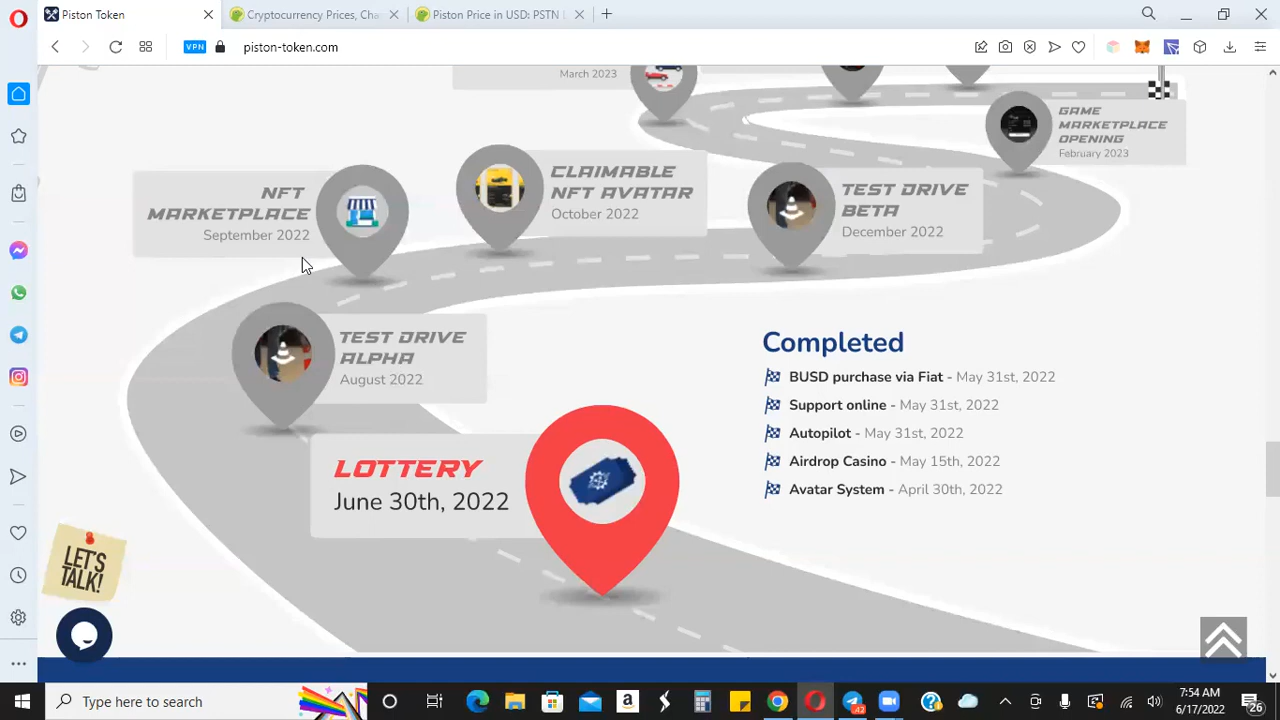 Piston Token
Cryptocurrency Prices, Cha
Piston Price in USD: PSTN L
VPN
piston-token.com
March 2023
GAME
MARKETPLACE
OPENING
February 2023
NFT
MARKETPLACE
September 2022
CLAIMABLE
NFT AVATAR
October 2022
TEST DRIVE
BETA
December 2022
TEST DRIVE
ALPHA
August 2022
LOTTERY
June 30th, 2022
Completed
BUSD purchase via Fiat - May 31st, 2022
Support online - May 31st, 2022
Autopilot - May 31st, 2022
Airdrop Casino - May 15th, 2022
Avatar System - April 30th, 2022
LET'S
TALK!
Type here to search
42
7:54 AM
6/17/2022
26